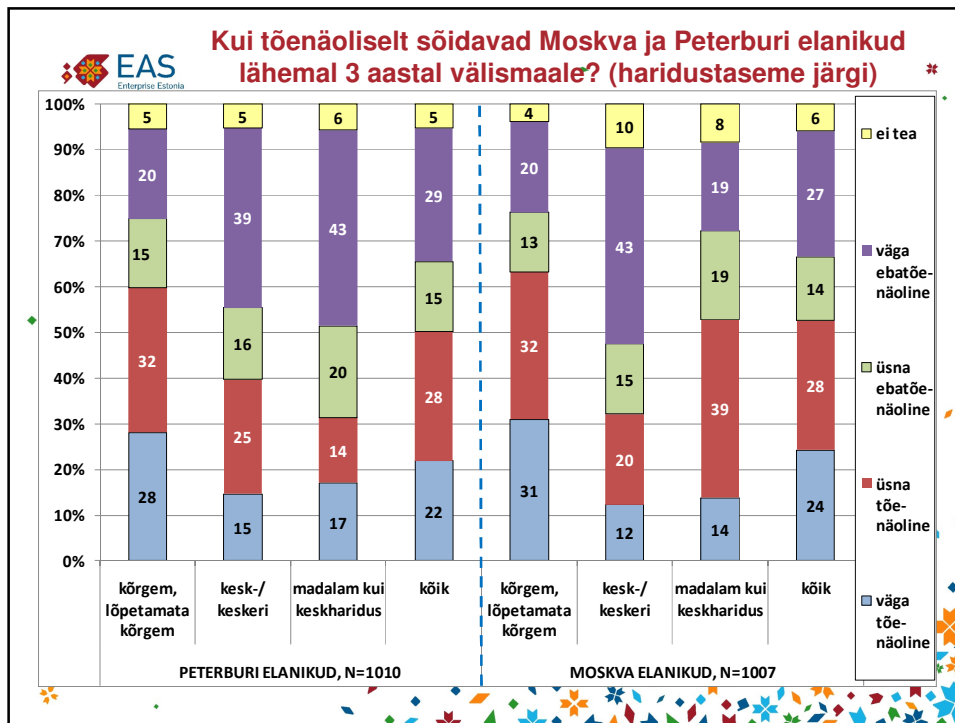 Kui tõenäoliselt sõidavad Moskva ja Peterburi elanikud
lähemal 3 aastal välismaale? (haridustaseme järgi)
EAS
Enterprise Estonia
100%
90%
80%
70%
60%
50%
40%
30%
20%
10%
0%
5 5 6 5 4 10 8 6
20 39 43 29 20 43 19 27
15 16 20 15 13 15 19 14
32 25 14 28 32 20 39 28
28 15 17 22 31 12 14 24
kõrgem, lõpetamata kõrgem
kesk-/ keskeri
madalam kui keskharidus
kõik
kõrgem, lõpetamata kõrgem
kesk-/ keskeri
madalam kui keskharidus
kõik
PETERBURI ELANIKUD, N=1010
MOSKVA ELANIKUD, N=1007
ei tea
väga
ebatõe-
näoline
üsna
ebatõe-
näoline
üsna
tõe-
näoline
väga
tõe-
näoline